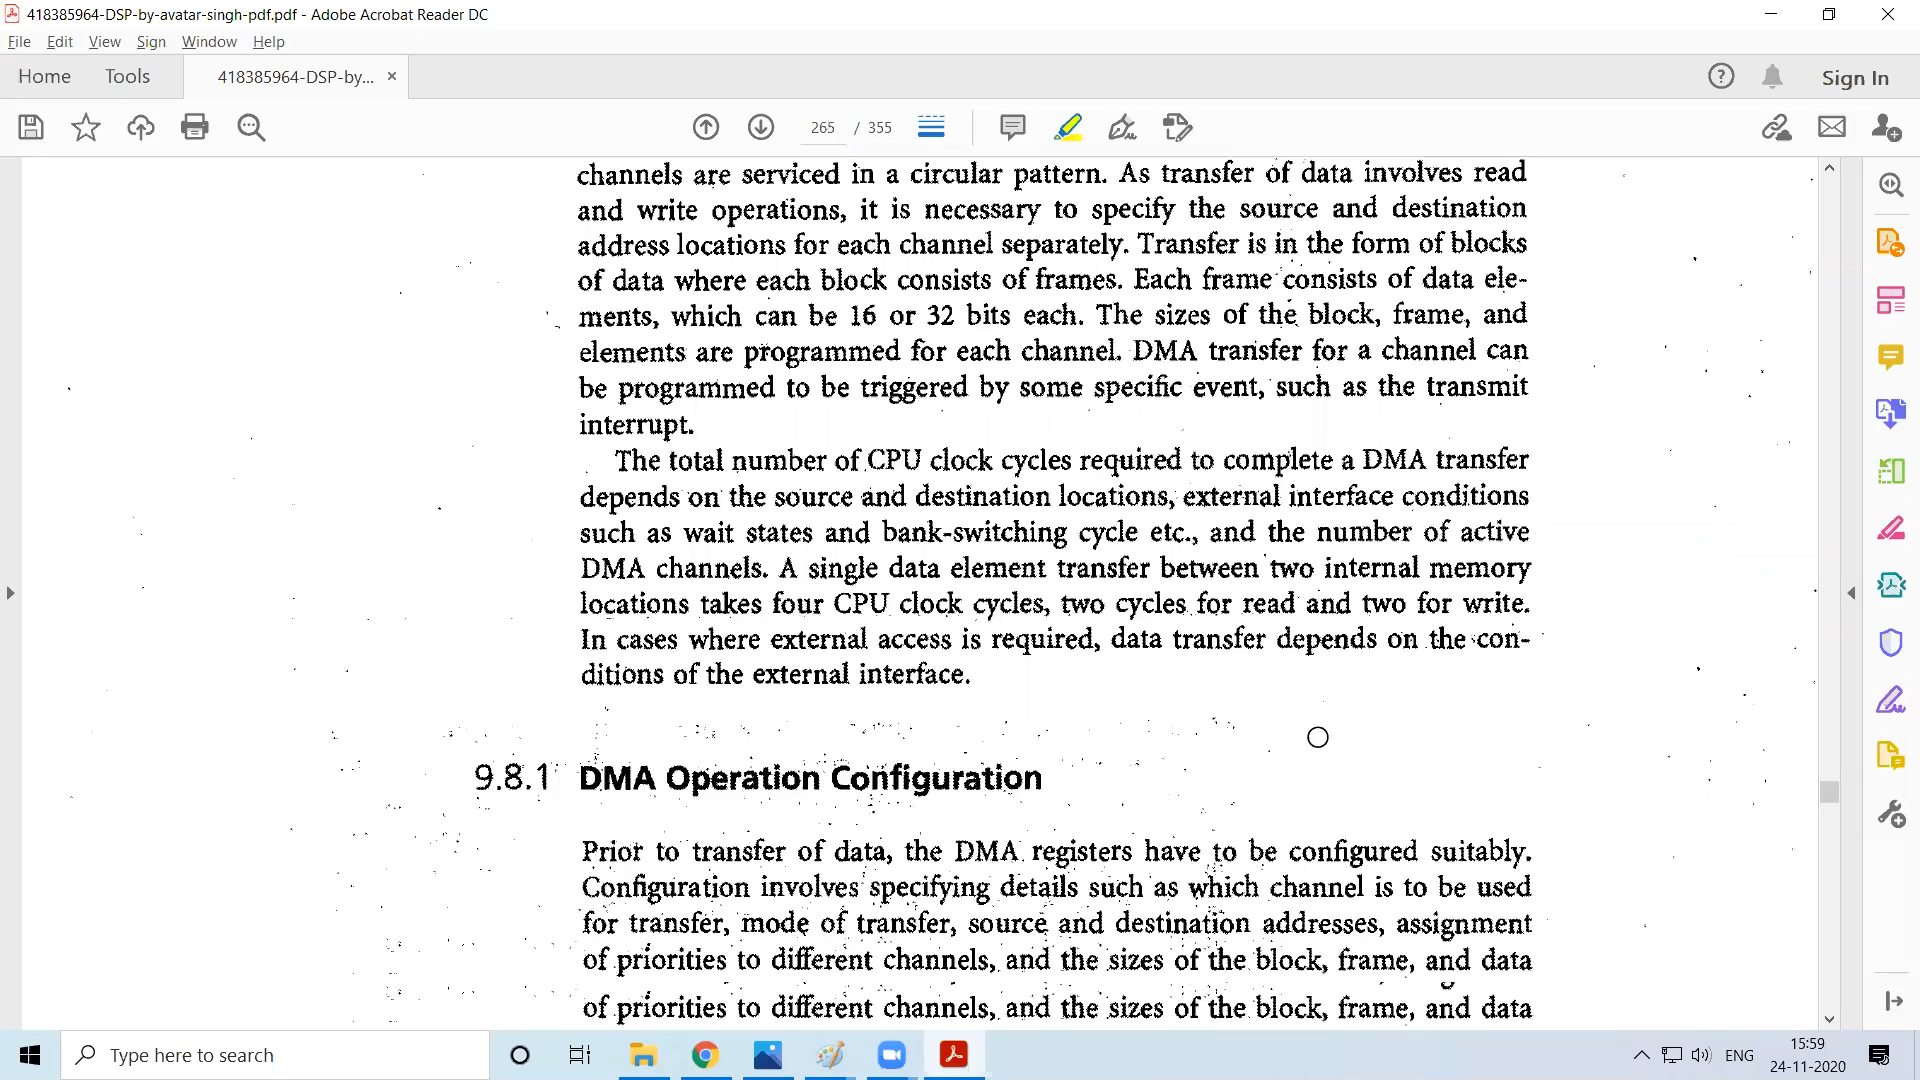 418385964-DSP-by-avatar-singh-pdf.pdf - Adobe Acrobat Reader DC
File Edit View Sign Window Help
Home Tools 418385964-DSP-by... × Sign In
265 / 355
channels are serviced in a circular pattern. As transfer of data involves read
and write operations, it is necessary to specify the source and destination
address locations for each channel separately. Transfer is in the form of blocks
of data where each block consists of frames. Each frame consists of data ele-
ments, which can be 16 or 32 bits each. The sizes of the block, frame, and
elements are programmed for each channel. DMA transfer for a channel can
be programmed to be triggered by some specific event, such as the transmit
interrupt.
The total number of CPU clock cycles required to complete a DMA transfer
depends on the source and destination locations, external interface conditions
such as wait states and bank-switching cycle etc., and the number of active
DMA channels. A single data element transfer between two internal memory
locations takes four CPU clock cycles, two cycles for read and two for write.
In cases where external access is required, data transfer depends on the con-
ditions of the external interface.
9.8.1 DMA Operation Configuration
Prior to transfer of data, the DMA registers have to be configured suitably.
Configuration involves specifying details such as which channel is to be used
for transfer, mode of transfer, source and destination addresses, assignment
of priorities to different channels, and the sizes of the block, frame, and data
of priorities to different channels, and the sizes of the block, frame, and data
Type here to search
ENG
15:59
24-11-2020